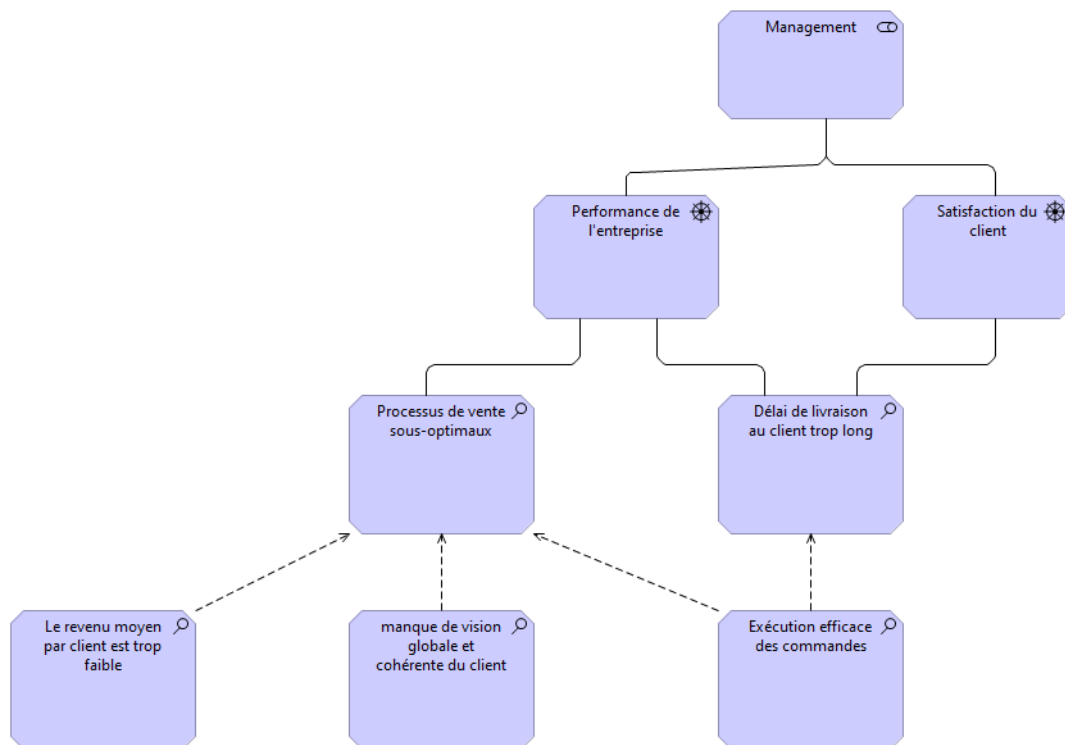 Management
Performance de
l'entreprise
Satisfaction du
client
Processus de vente
sous-optimaux
Délai de livraison
au client trop long
Le revenu moyen
par client est trop
faible
manque de vision
globale et
cohérente du client
Exécution efficace
des commandes